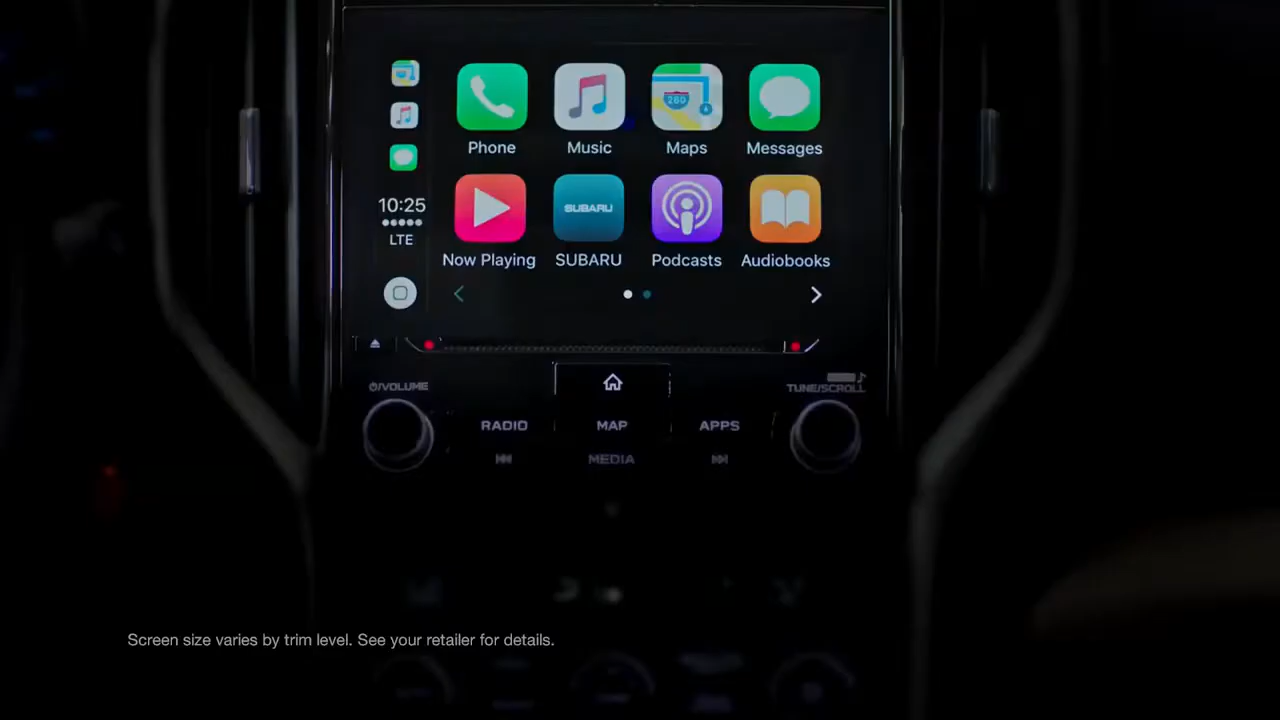 Phone Music Maps Messages
280
SUBARU
10:25
LTE
Now Playing SUBARU Podcasts Audiobooks
/VOLUME
TUNE/SCROLL
RADIO MAP APPS
MEDIA
Screen size varies by trim level. See your retailer for details.